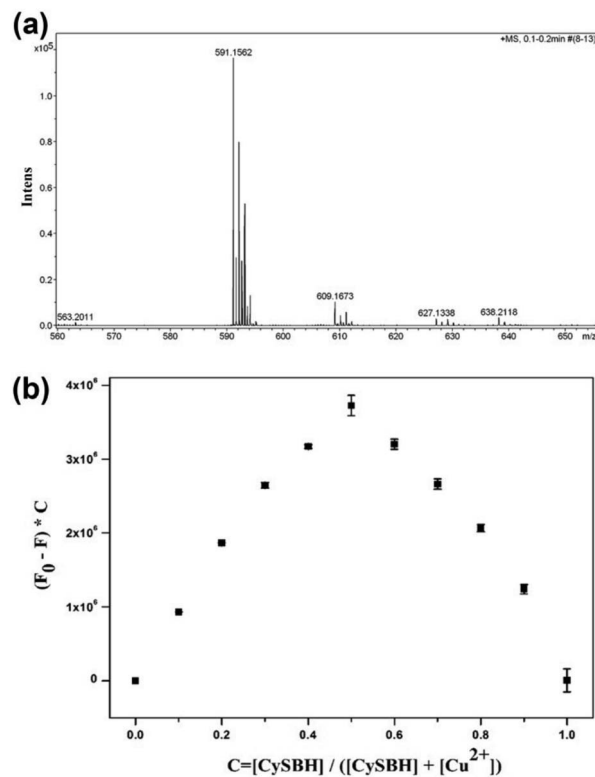 (a)
+MS, 0.1-0.2min #(8-13)
x10⁵
591.1562
1.0
0.8
0.6
0.4
0.2
0.0
Intens
563.2011
609.1673
627.1338
638.2118
560 570 580 590 600 610 620 630 640 650 m/z
(b)
4x10⁶
3x10⁶
2x10⁶
1x10⁶
0
(F₀ - F) * C
0.0 0.2 0.4 0.6 0.8 1.0
C=[CySBH] / ([CySBH] + [Cu²⁺])